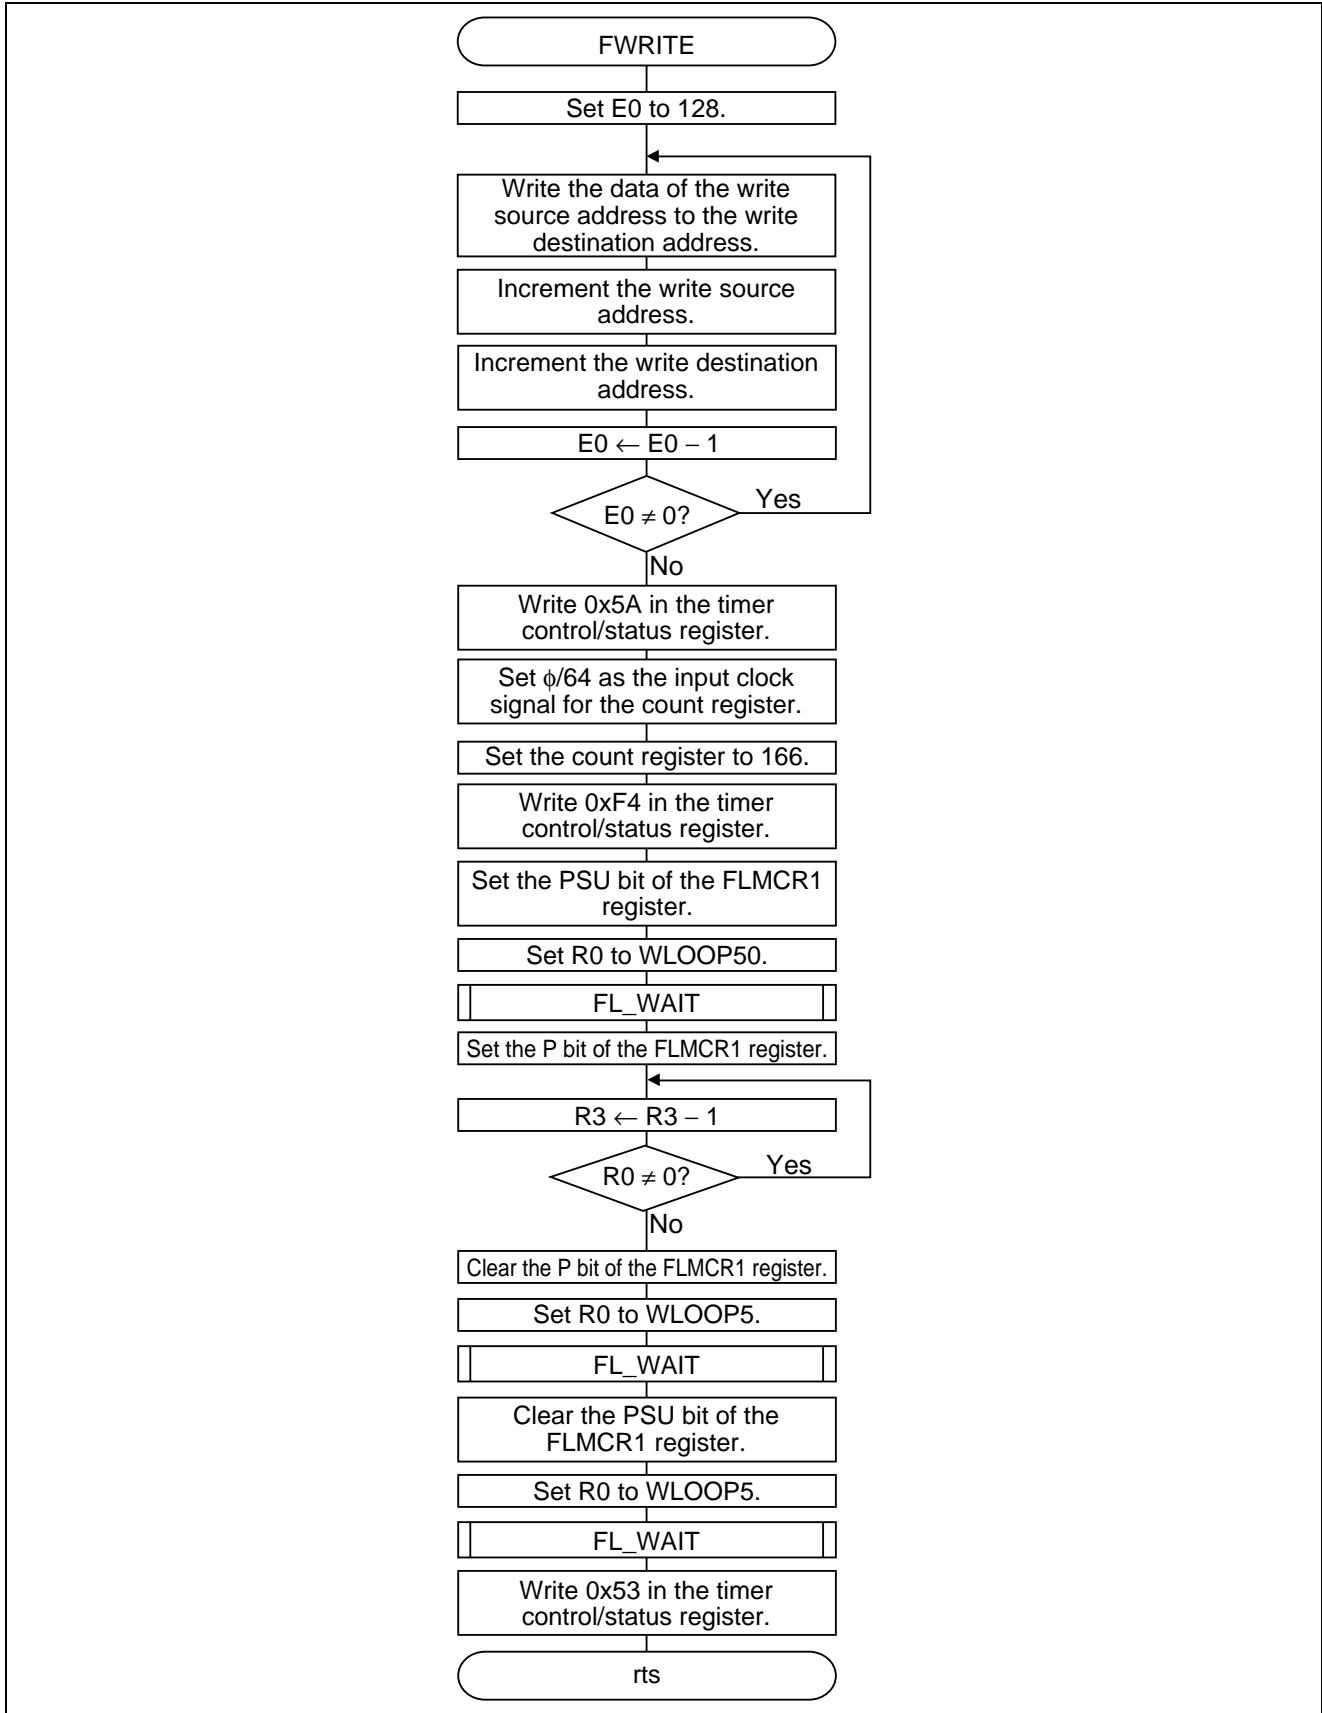 FWRITE
Set E0 to 128.
Write the data of the write
source address to the write
destination address.
Increment the write source
address.
Increment the write destination
address.
E0 ← E0 − 1
E0 ≠ 0?
Yes
No
Write 0x5A in the timer
control/status register.
Set ϕ/64 as the input clock
signal for the count register.
Set the count register to 166.
Write 0xF4 in the timer
control/status register.
Set the PSU bit of the FLMCR1
register.
Set R0 to WLOOP50.
FL_WAIT
Set the P bit of the FLMCR1 register.
R3 ← R3 − 1
R0 ≠ 0?
Yes
No
Clear the P bit of the FLMCR1 register.
Set R0 to WLOOP5.
FL_WAIT
Clear the PSU bit of the
FLMCR1 register.
Set R0 to WLOOP5.
FL_WAIT
Write 0x53 in the timer
control/status register.
rts